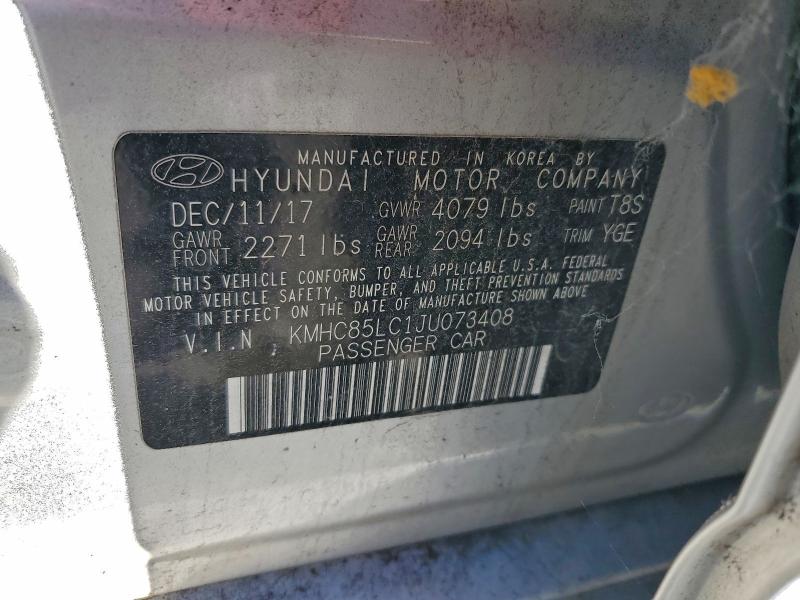 MANUFACTURED IN KOREA BY
HYUNDAI MOTOR COMPANY
DEC/11/17 GVWR 4079 lbs PAINT T8S
GAWR FRONT 2271 lbs GAWR REAR 2094 lbs TRIM YGE
THIS VEHICLE CONFORMS TO ALL APPLICABLE U.S.A. FEDERAL
MOTOR VEHICLE SAFETY, BUMPER, AND THEFT PREVENTION STANDARDS
IN EFFECT ON THE DATE OF MANUFACTURE SHOWN ABOVE
V.I.N KMHC85LC1JU073408
PASSENGER CAR